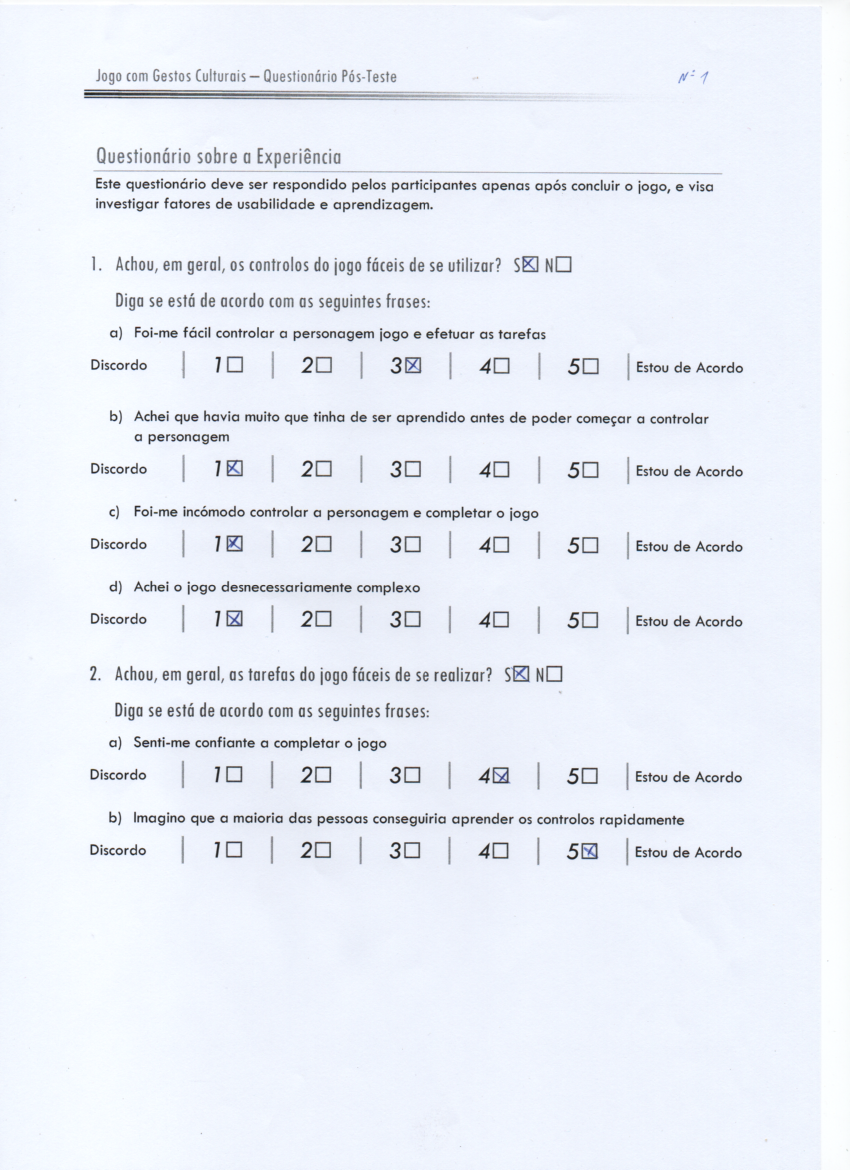 Jogo com Gestos Culturais – Questionário Pós-Teste Nº 1
Questionário sobre a Experiência
Este questionário deve ser respondido pelos participantes apenas após concluir o jogo, e visa
investigar fatores de usabilidade e aprendizagem.
1. Achou, em geral, os controlos do jogo fáceis de se utilizar? S☒ N☐
Diga se está de acordo com as seguintes frases:
a) Foi-me fácil controlar a personagem jogo e efetuar as tarefas
Discordo | 1☐ | 2☐ | 3☒ | 4☐ | 5☐ | Estou de Acordo
b) Achei que havia muito que tinha de ser aprendido antes de poder começar a controlar
a personagem
Discordo | 1☒ | 2☐ | 3☐ | 4☐ | 5☐ | Estou de Acordo
c) Foi-me incómodo controlar a personagem e completar o jogo
Discordo | 1☒ | 2☐ | 3☐ | 4☐ | 5☐ | Estou de Acordo
d) Achei o jogo desnecessariamente complexo
Discordo | 1☒ | 2☐ | 3☐ | 4☐ | 5☐ | Estou de Acordo
2. Achou, em geral, as tarefas do jogo fáceis de se realizar? S☒ N☐
Diga se está de acordo com as seguintes frases:
a) Senti-me confiante a completar o jogo
Discordo | 1☐ | 2☐ | 3☐ | 4☒ | 5☐ | Estou de Acordo
b) Imagino que a maioria das pessoas conseguiria aprender os controlos rapidamente
Discordo | 1☐ | 2☐ | 3☐ | 4☐ | 5☒ | Estou de Acordo